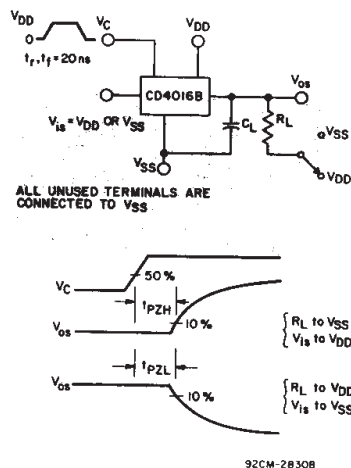 VDD
0
VC
VDD
tr, tf = 20 ns
CD4016B
Vos
Vis = VDD OR VSS
CL
RL
VSS
VSS
VDD
ALL UNUSED TERMINALS ARE
CONNECTED TO VSS
VC
50 %
tPZH
Vos
10 %
RL to VSS
Vis to VDD
tPZL
Vos
10 %
RL to VDD
Vis to VSS
92CM-28308